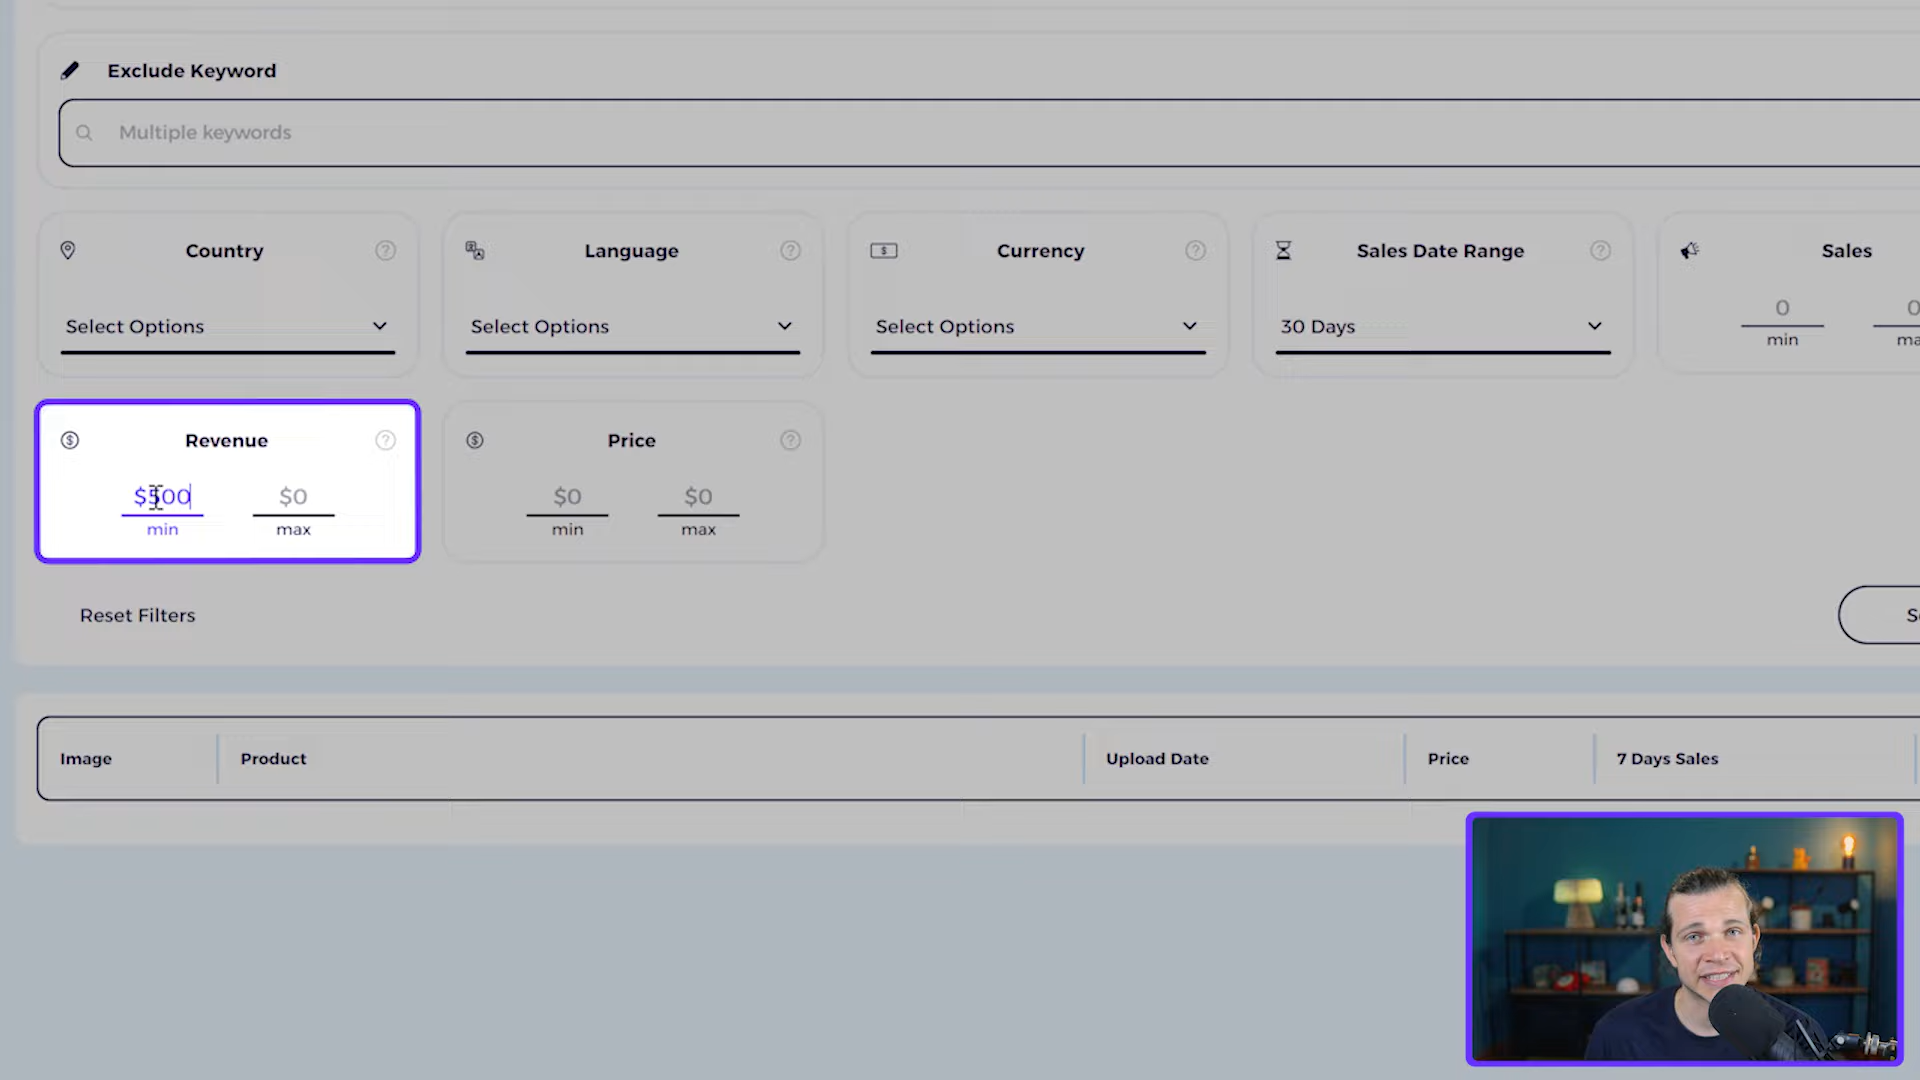 Exclude Keyword
Multiple keywords
Country
Language
Currency
Sales Date Range
Sales
Select Options
Select Options
Select Options
30 Days
0
0
min
Revenue
Price
$500
$0
$0
$0
min
max
min
max
Reset Filters
Image
Product
Upload Date
Price
7 Days Sales